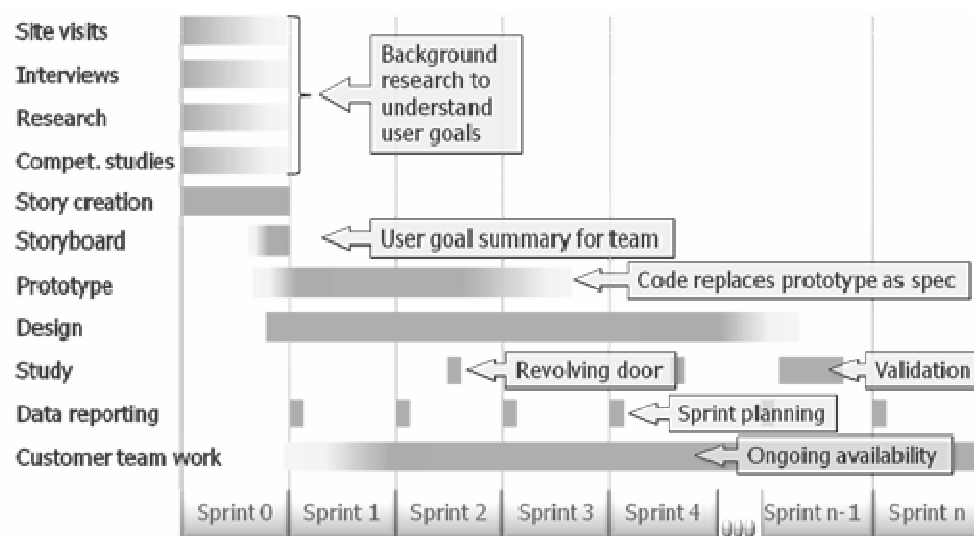 Site visits
Interviews
Research
Compet. studies
Background
research to
understand
user goals
Story creation
Storyboard
User goal summary for team
Prototype
Code replaces prototype as spec
Design
Study
Revolving door
Validation
Data reporting
Sprint planning
Customer team work
Ongoing availability
Sprint 0
Sprint 1
Sprint 2
Sprint 3
Sprint 4
Sprint n-1
Sprint n